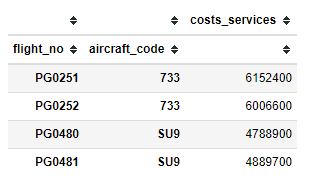 costs_services
flight_no aircraft_code
PG0251 733 6152400
PG0252 733 6006600
PG0480 SU9 4788900
PG0481 SU9 4889700